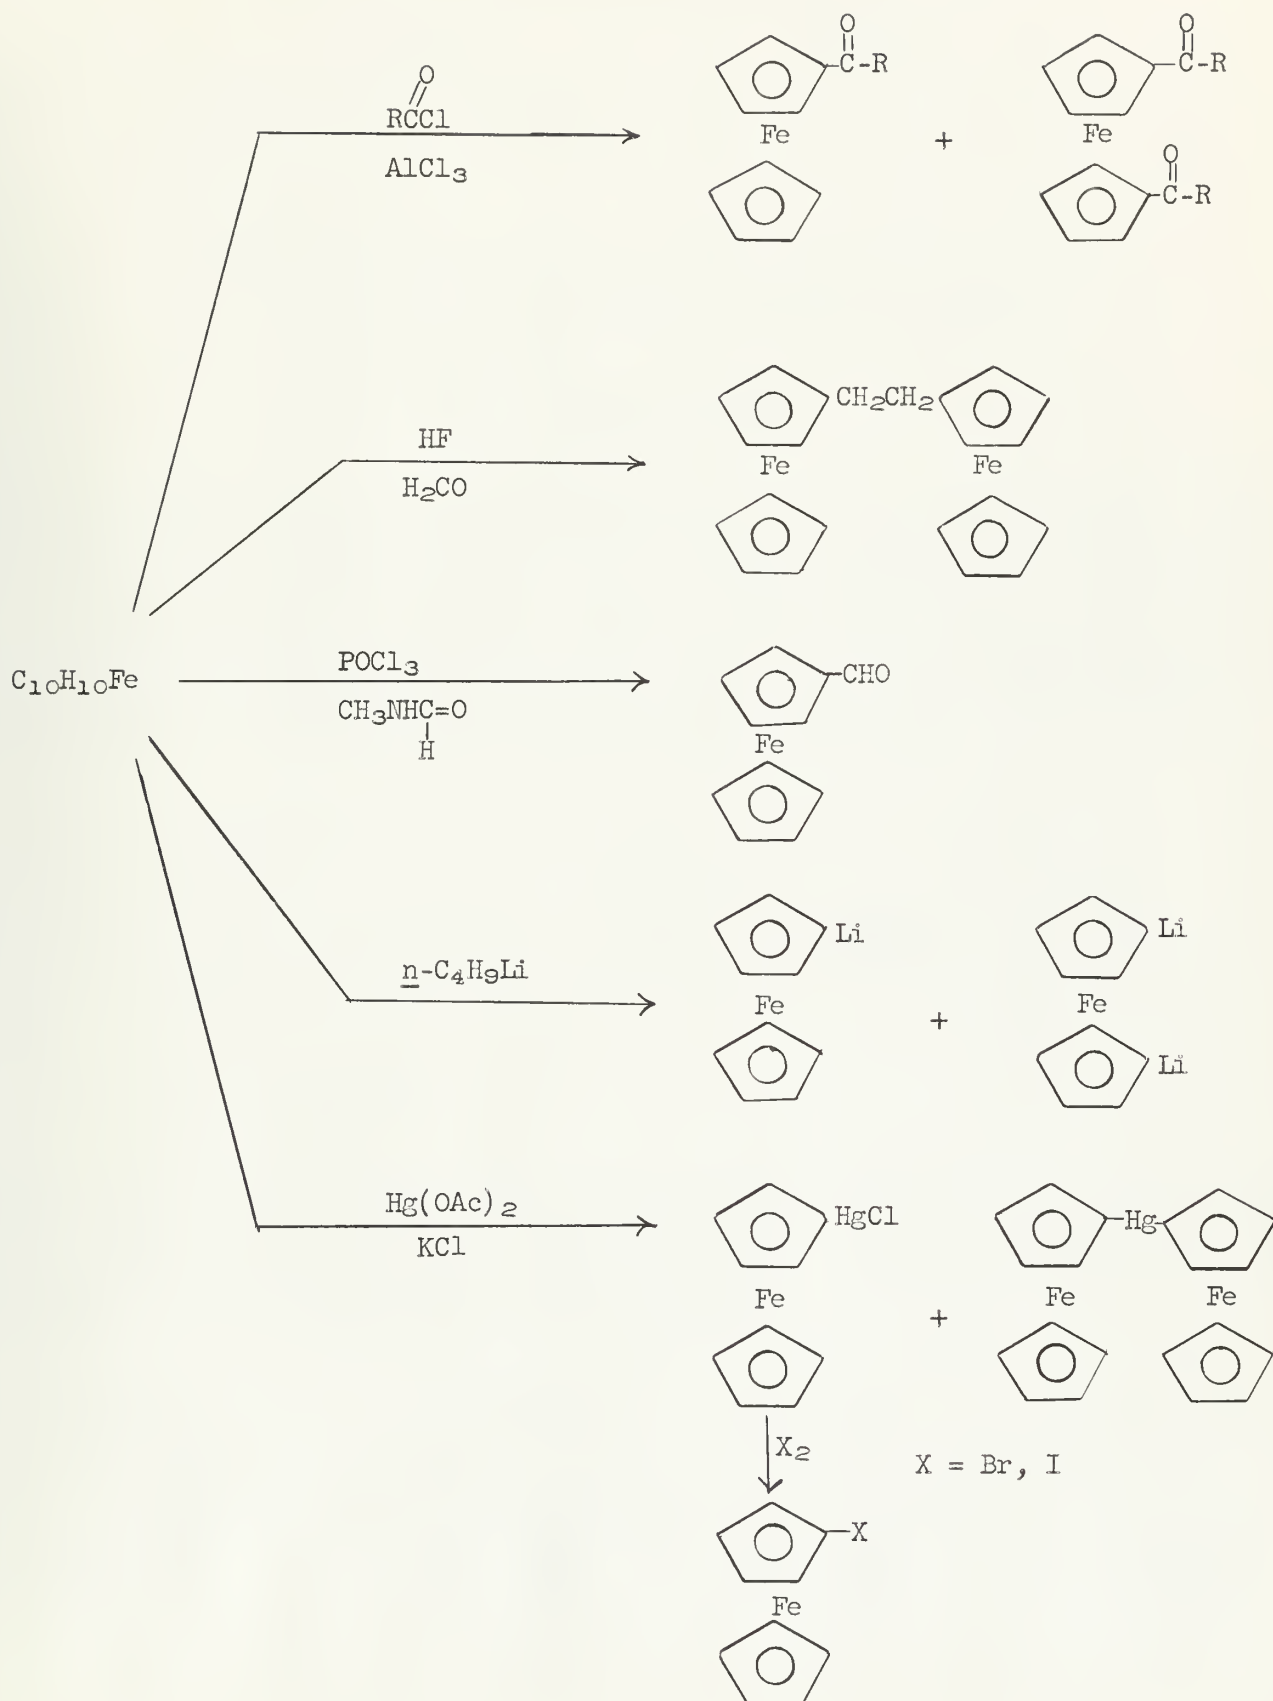 O O
C-R C-R
O
RCCl
Fe + Fe
AlCl₃
O
C-R
CH₂CH₂
HF
Fe Fe
H₂CO
C₁₀H₁₀Fe
POCl₃
CHO
CH₃NHC=O
H
Fe
Li Li
n-C₄H₉Li
Fe + Fe
Li
Hg(OAc)₂
HgCl Hg
KCl
Fe + Fe Fe
X₂
X = Br, I
X
Fe